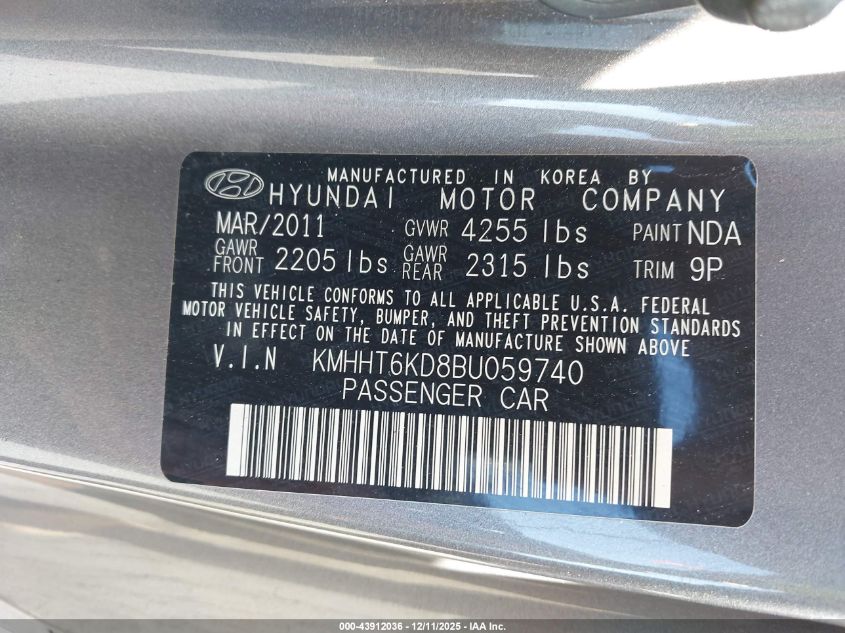 MANUFACTURED IN KOREA BY
HYUNDAI MOTOR COMPANY
MAR/2011 GVWR 4255 lbs PAINT NDA
GAWR FRONT 2205 lbs GAWR REAR 2315 lbs TRIM 9P
THIS VEHICLE CONFORMS TO ALL APPLICABLE U.S.A. FEDERAL
MOTOR VEHICLE SAFETY, BUMPER, AND THEFT PREVENTION STANDARDS
IN EFFECT ON THE DATE OF MANUFACTURE SHOWN ABOVE
V.I.N KMHHT6KD8BU059740
PASSENGER CAR
000-43912036 - 12/11/2025 - IAA Inc.